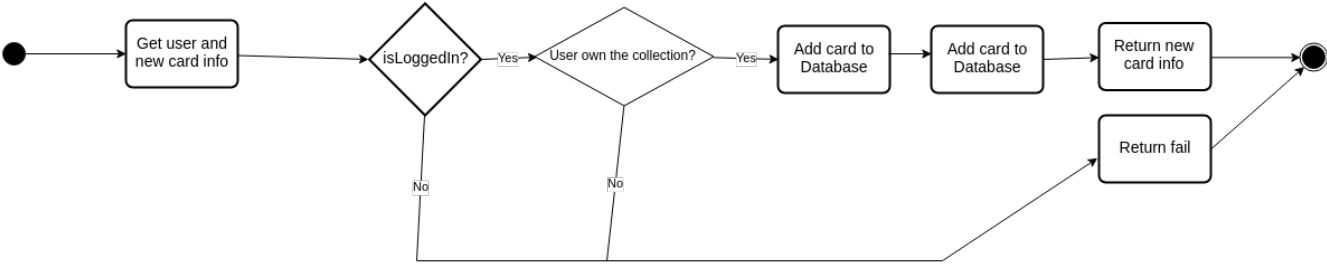 Get user and
new card info
isLoggedIn?
Yes
User own the collection?
Yes
Add card to
Database
Add card to
Database
Return new
card info
Return fail
No
No